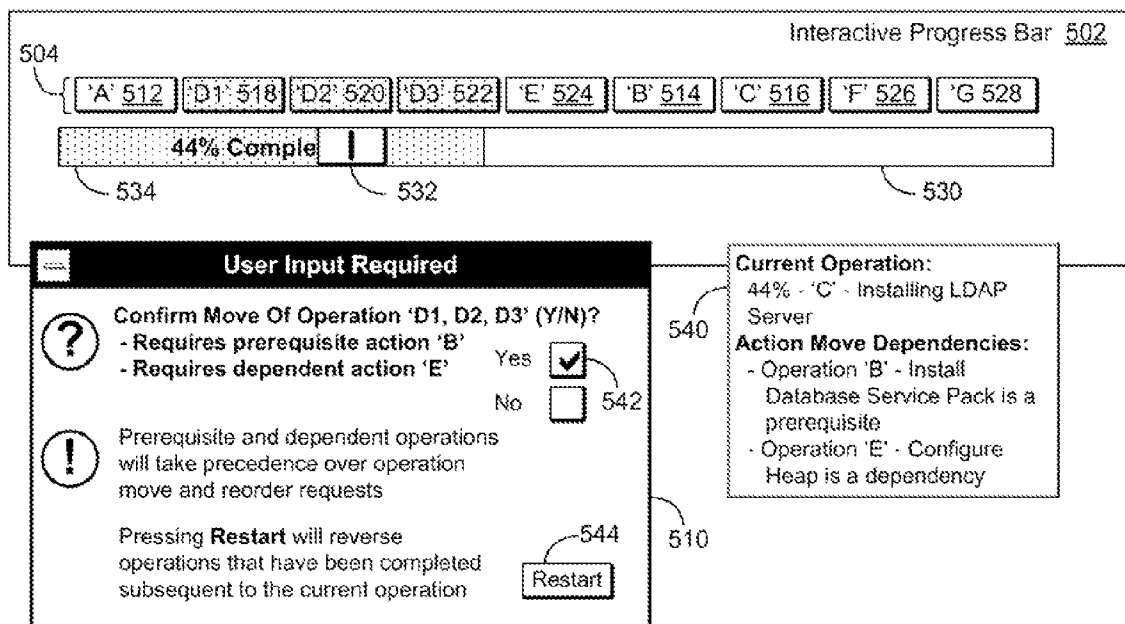 Interactive Progress Bar 502
504
'A' 512 'D1' 518 'D2' 520 'D3' 522 'E' 524 'B' 514 'C' 516 'F' 526 'G 528
44% Comple
534 532 530
User Input Required
Confirm Move Of Operation 'D1, D2, D3' (Y/N)?
- Requires prerequisite action 'B'
- Requires dependent action 'E'
Yes
No
542
Prerequisite and dependent operations
will take precedence over operation
move and reorder requests
Pressing Restart will reverse
operations that have been completed
subsequent to the current operation
544
Restart
510
540
Current Operation:
44% - 'C' - Installing LDAP
Server
Action Move Dependencies:
- Operation 'B' - Install
Database Service Pack is a
prerequisite
- Operation 'E' - Configure
Heap is a dependency